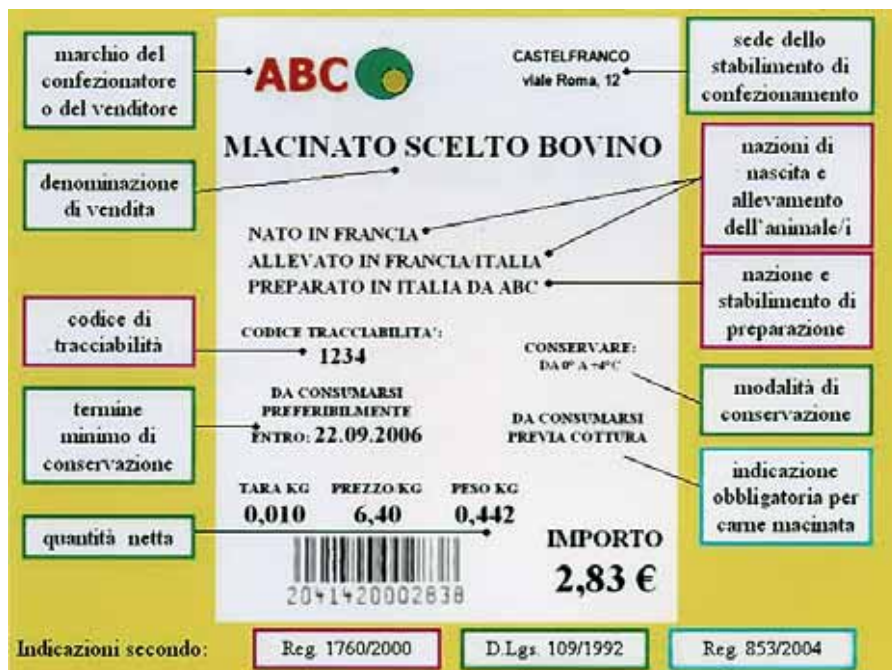 marchio del
confezionatore
o del venditore
ABC
CASTELFRANCO
viale Roma, 12
sede dello
stabilimento di
confezionamento
MACINATO SCELTO BOVINO
denominazione
di vendita
nazioni di
nascita e
allevamento
dell'animale/i
NATO IN FRANCIA
ALLEVATO IN FRANCIA/ITALIA
PREPARATO IN ITALIA DA ABC
nazione e
stabilimento di
preparazione
codice di
tracciabilità
CODICE TRACCIABILITA':
1234
CONSERVARE:
DA 0° A +4°C
modalità di
conservazione
termine
minimo di
conservazione
DA CONSUMARSI
PREFERIBILMENTE
ENTRO: 22.09.2006
DA CONSUMARSI
PREVIA COTTURA
indicazione
obbligatoria per
carne macinata
TARA KG PREZZO/KG PESO KG
0,010 6,40 0,442
quantità netta
IMPORTO
2,83 €
2041420002838
Indicazioni secondo:
Reg. 1760/2000
D.Lgs. 109/1992
Reg. 853/2004